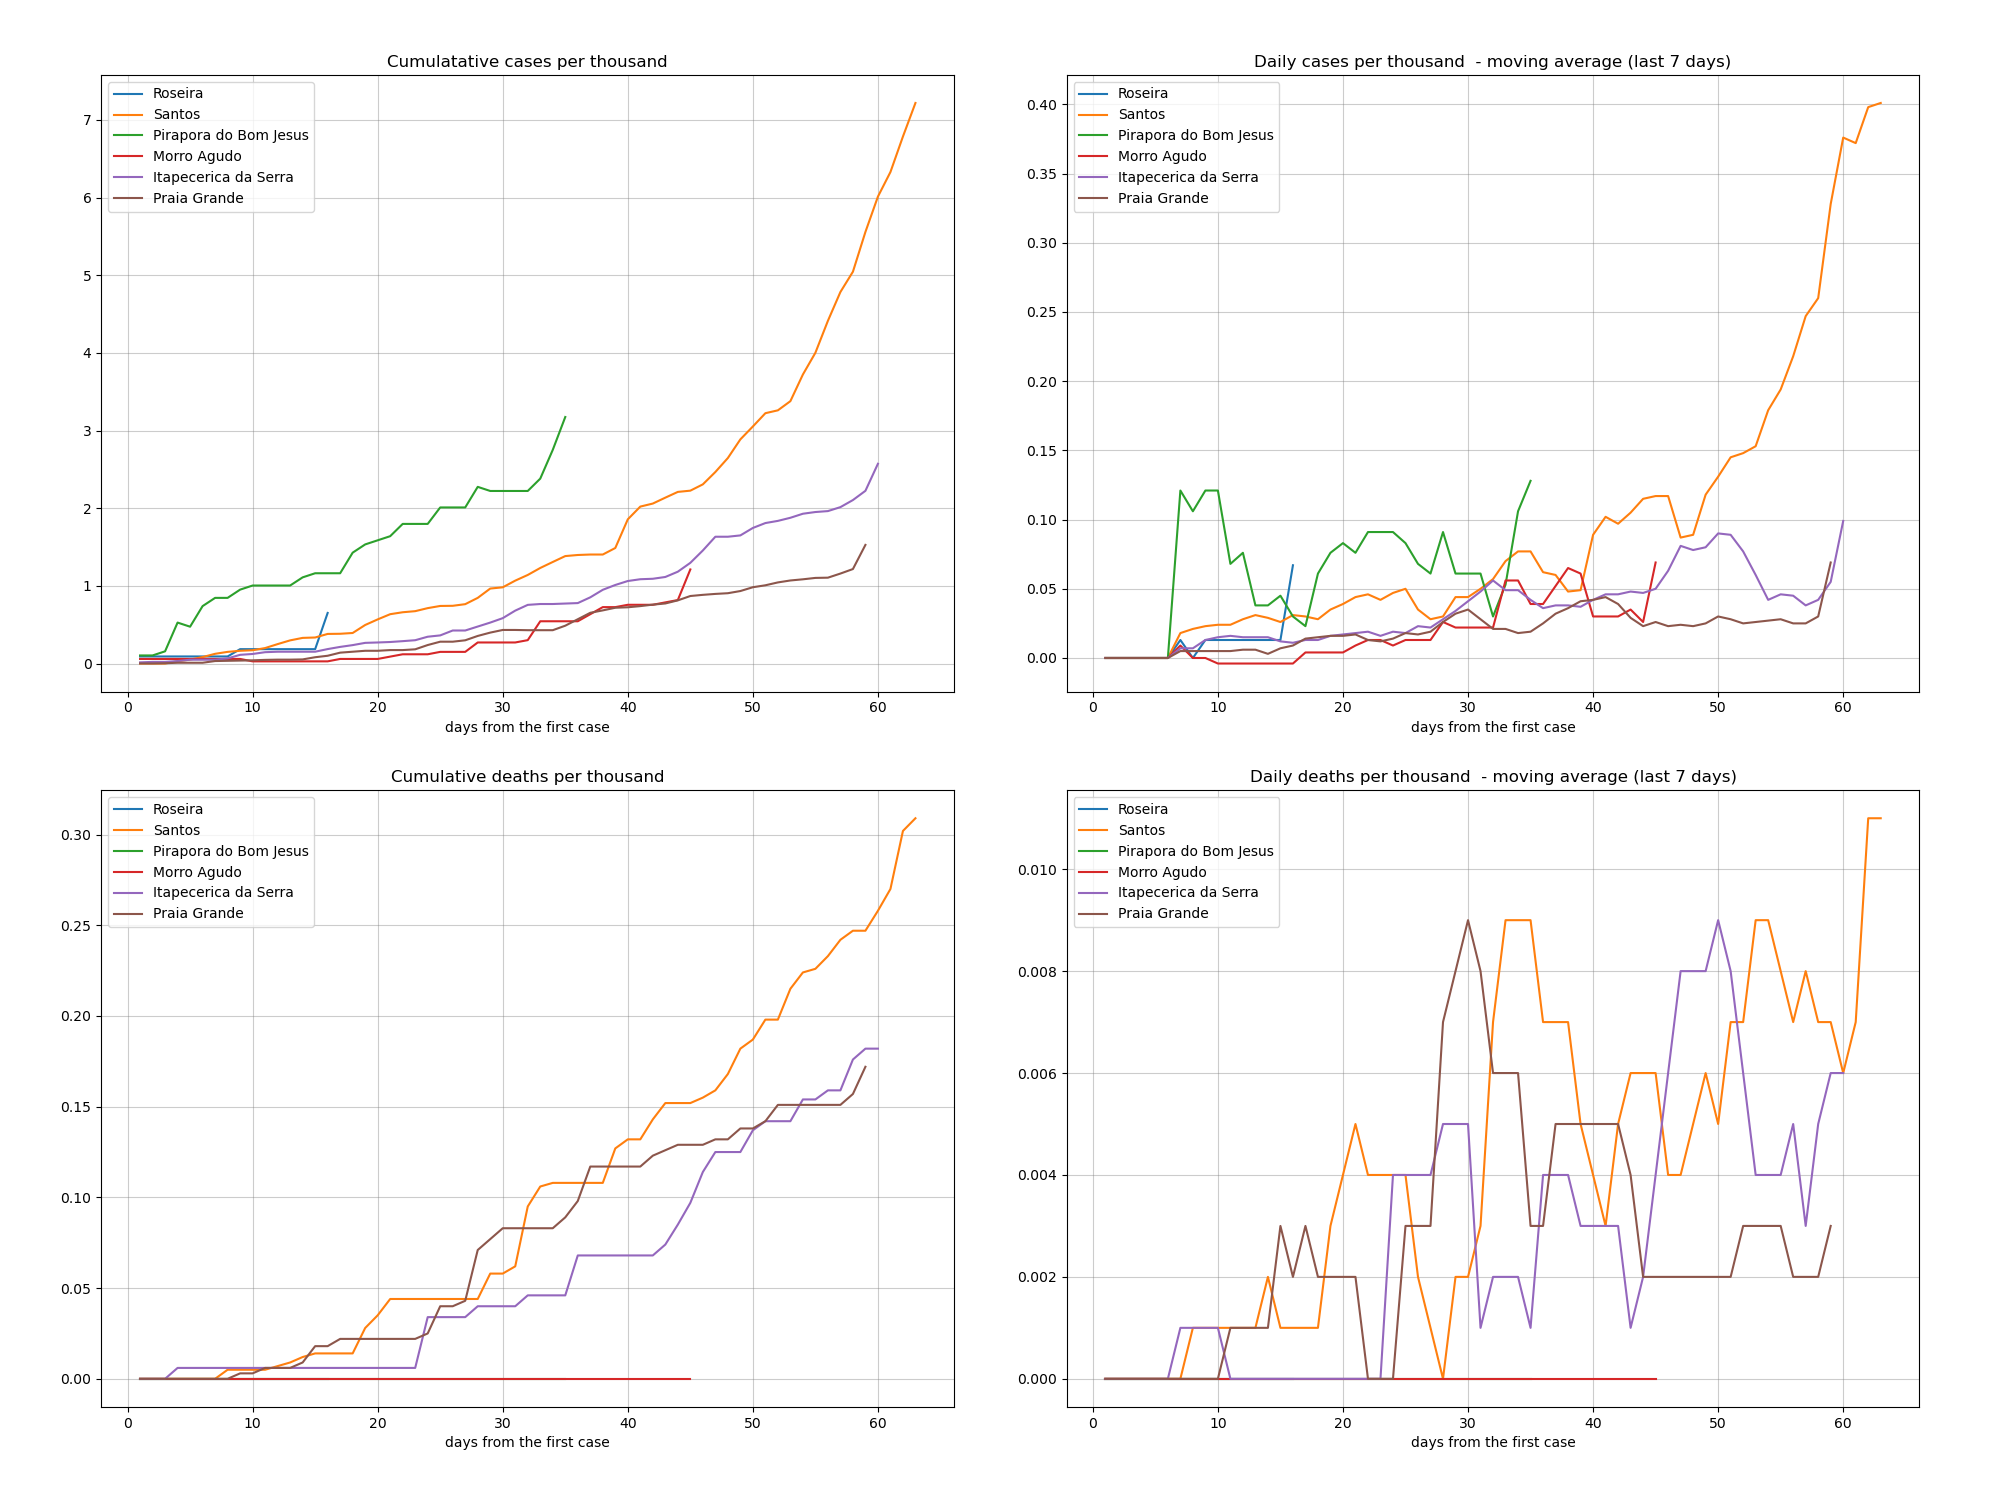 Cumulatative cases per thousand
Roseira
Santos
Pirapora do Bom Jesus
Morro Agudo
Itapecerica da Serra
Praia Grande
7
6
5
4
3
2
1
0
0 10 20 30 40 50 60
days from the first case
Daily cases per thousand  - moving average (last 7 days)
Roseira
Santos
Pirapora do Bom Jesus
Morro Agudo
Itapecerica da Serra
Praia Grande
0.40
0.35
0.30
0.25
0.20
0.15
0.10
0.05
0.00
0 10 20 30 40 50 60
days from the first case
Cumulative deaths per thousand
Roseira
Santos
Pirapora do Bom Jesus
Morro Agudo
Itapecerica da Serra
Praia Grande
0.30
0.25
0.20
0.15
0.10
0.05
0.00
0 10 20 30 40 50 60
days from the first case
Daily deaths per thousand  - moving average (last 7 days)
Roseira
Santos
Pirapora do Bom Jesus
Morro Agudo
Itapecerica da Serra
Praia Grande
0.010
0.008
0.006
0.004
0.002
0.000
0 10 20 30 40 50 60
days from the first case